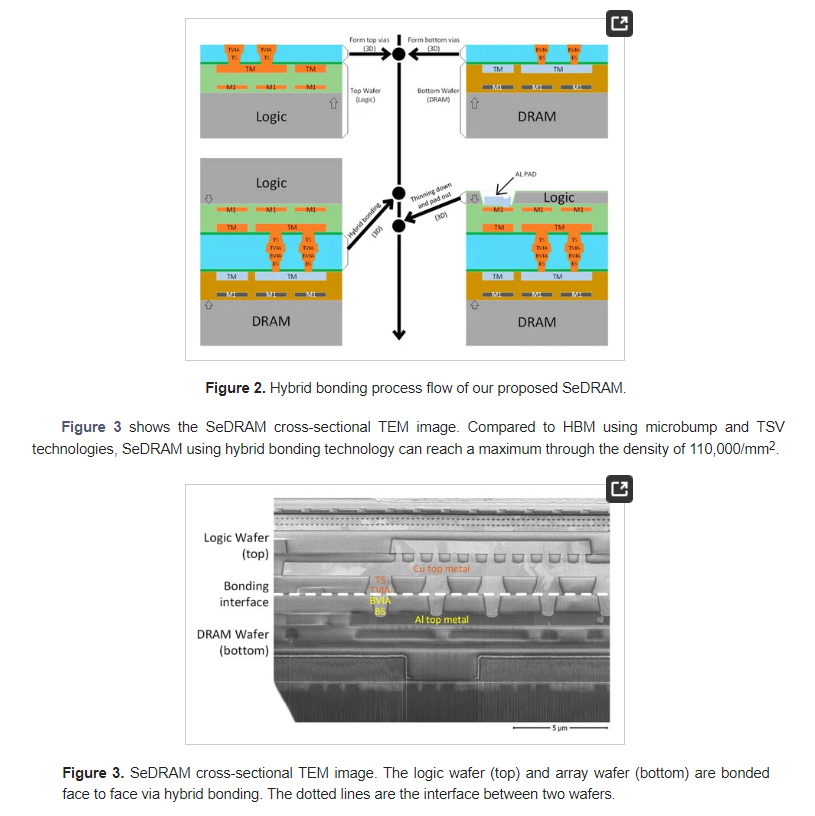 Form top vias
(3D)
Form bottom vias
(3D)
TVIA
TVIA
TS
TS
TM
TM
M1
M1
M1
Logic
Top Wafer
(Logic)
Bottom Wafer
(DRAM)
BVIA
BVIA
BS
BS
TM
TM
M1
M1
M1
DRAM
Logic
M1
M1
M1
TM
TM
TS
TS
TVIA
TVIA
BVIA
BVIA
BS
BS
TM
TM
M1
M1
M1
DRAM
Hybrid bonding
(3D)
Thinning down
and pad out
(3D)
AL PAD
Logic
M1
M1
M1
TM
TM
TS
TS
TVIA
TVIA
BVIA
BVIA
BS
BS
TM
TM
M1
M1
M1
DRAM
Figure 2. Hybrid bonding process flow of our proposed SeDRAM.
Figure 3 shows the SeDRAM cross-sectional TEM image. Compared to HBM using microbump and TSV
technologies, SeDRAM using hybrid bonding technology can reach a maximum through the density of 110,000/mm².
Logic Wafer
(top)
Cu top metal
Bonding
interface
TS
TVIA
BVIA
BS
Al top metal
DRAM Wafer
(bottom)
5 μm
Figure 3. SeDRAM cross-sectional TEM image. The logic wafer (top) and array wafer (bottom) are bonded
face to face via hybrid bonding. The dotted lines are the interface between two wafers.